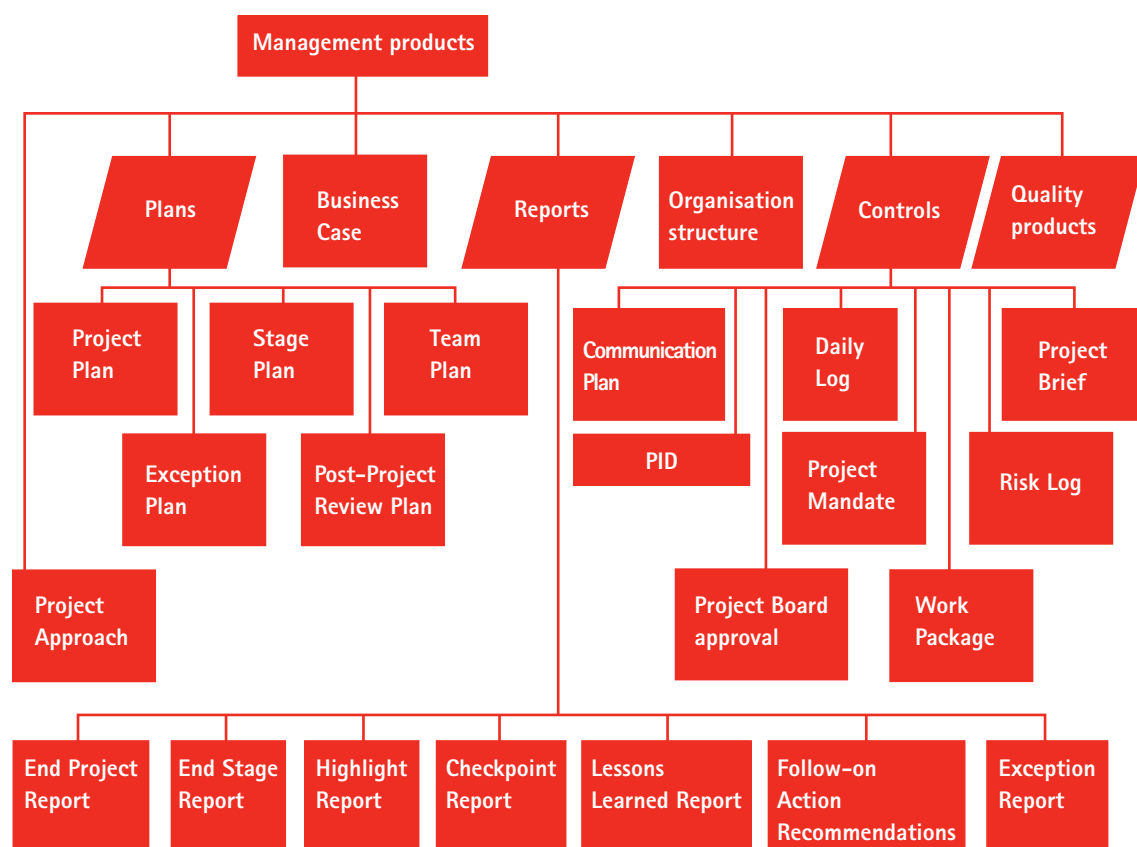 Management products
Plans
Business
Case
Reports
Organisation
structure
Controls
Quality
products
Project
Plan
Stage
Plan
Team
Plan
Communication
Plan
Daily
Log
Project
Brief
Exception
Plan
Post-Project
Review Plan
PID
Project
Mandate
Risk Log
Project
Approach
Project Board
approval
Work
Package
End Project
Report
End Stage
Report
Highlight
Report
Checkpoint
Report
Lessons
Learned Report
Follow-on
Action
Recommendations
Exception
Report